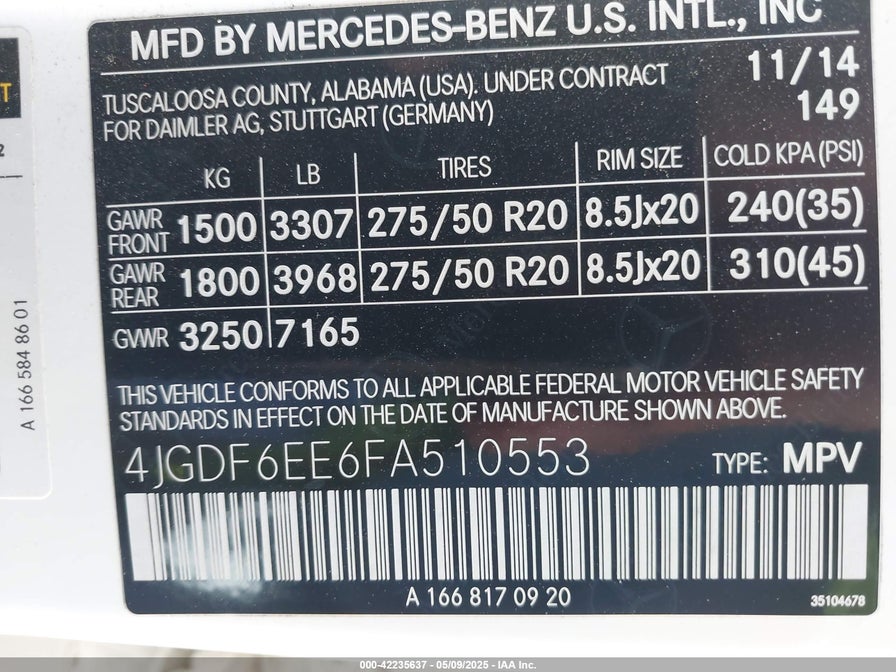 MFD BY MERCEDES-BENZ U.S. INTL., INC
TUSCALOOSA COUNTY, ALABAMA (USA). UNDER CONTRACT 11/14
FOR DAIMLER AG, STUTTGART (GERMANY) 149
KG LB TIRES RIM SIZE COLD KPA (PSI)
GAWR FRONT 1500 3307 275/50 R20 8.5Jx20 240(35)
GAWR REAR 1800 3968 275/50 R20 8.5Jx20 310(45)
GVWR 3250 7165
THIS VEHICLE CONFORMS TO ALL APPLICABLE FEDERAL MOTOR VEHICLE SAFETY
STANDARDS IN EFFECT ON THE DATE OF MANUFACTURE SHOWN ABOVE.
4JGDF6EE6FA510553 TYPE: MPV
A 166 817 09 20 35104678
A 166 584 86 01
000-42235637 - 05/09/2025 - IAA Inc.